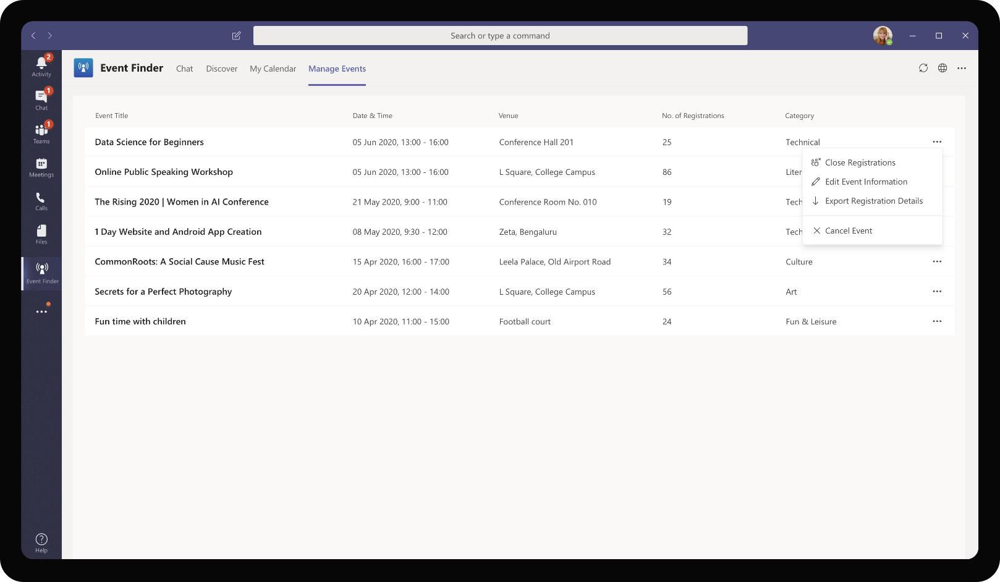 Search or type a command
2
Activity
1
Chat
1
Teams
Meetings
Calls
Files
Event Finder
Help
Event Finder Chat Discover My Calendar Manage Events
Event Title Date & Time Venue No. of Registrations Category
Data Science for Beginners 05 Jun 2020, 13:00 - 16:00 Conference Hall 201 25 Technical
Online Public Speaking Workshop 05 Jun 2020, 13:00 - 16:00 L Square, College Campus 86 Liter
The Rising 2020 | Women in AI Conference 21 May 2020, 9:00 - 11:00 Conference Room No. 010 19 Tech
1 Day Website and Android App Creation 08 May 2020, 9:30 - 12:00 Zeta, Bengaluru 32 Tech
CommonRoots: A Social Cause Music Fest 15 Apr 2020, 16:00 - 17:00 Leela Palace, Old Airport Road 34 Culture
Secrets for a Perfect Photography 20 Apr 2020, 12:00 - 14:00 L Square, College Campus 56 Art
Fun time with children 10 Apr 2020, 11:00 - 15:00 Football court 24 Fun & Leisure
Close Registrations
Edit Event Information
Export Registration Details
Cancel Event